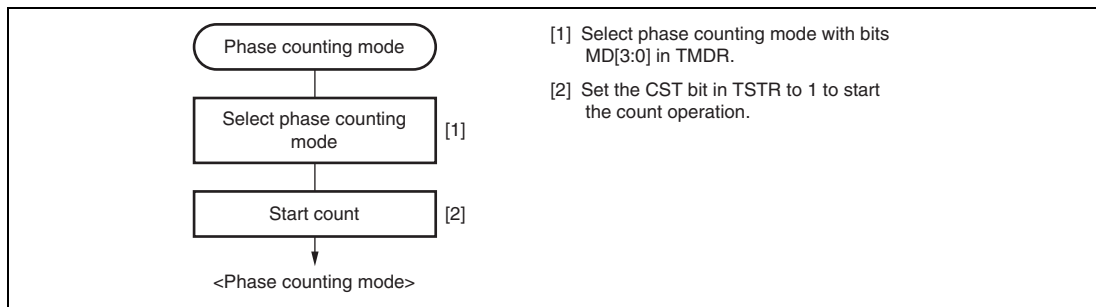 Phase counting mode
Select phase counting
mode
[1]
Start count
[2]
<Phase counting mode>
[1] Select phase counting mode with bits
MD[3:0] in TMDR.
[2] Set the CST bit in TSTR to 1 to start
the count operation.